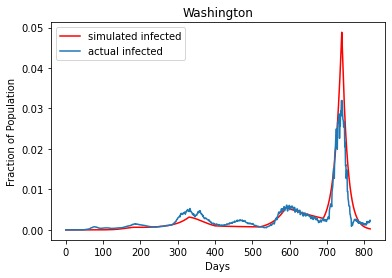 Washington
simulated infected
actual infected
Fraction of Population
0.05
0.04
0.03
0.02
0.01
0.00
0 100 200 300 400 500 600 700 800
Days